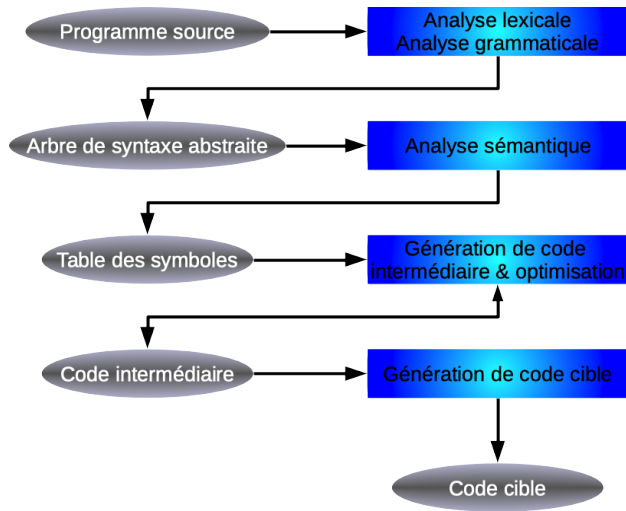 Programme source
Analyse lexicale
Analyse grammaticale
Arbre de syntaxe abstraite
Analyse sémantique
Table des symboles
Génération de code
intermédiaire & optimisation
Code intermédiaire
Génération de code cible
Code cible